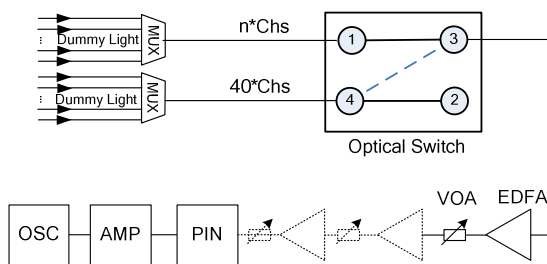 n*Chs
Dummy Light
MUX
1
3
Dummy Light
MUX
40*Chs
4
2
Optical Switch
VOA
EDFA
OSC
AMP
PIN